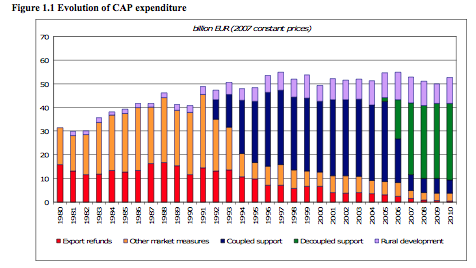 Figure 1.1 Evolution of CAP expenditure
billion EUR (2007 constant prices)
70
60
50
40
30
20
10
0
1980 1981 1982 1983 1984 1985 1986 1987 1988 1989 1990 1991 1992 1993 1994 1995 1996 1997 1998 1999 2000 2001 2002 2003 2004 2005 2006 2007 2008 2009 2010
Export refunds Other market measures Coupled support Decoupled support Rural development